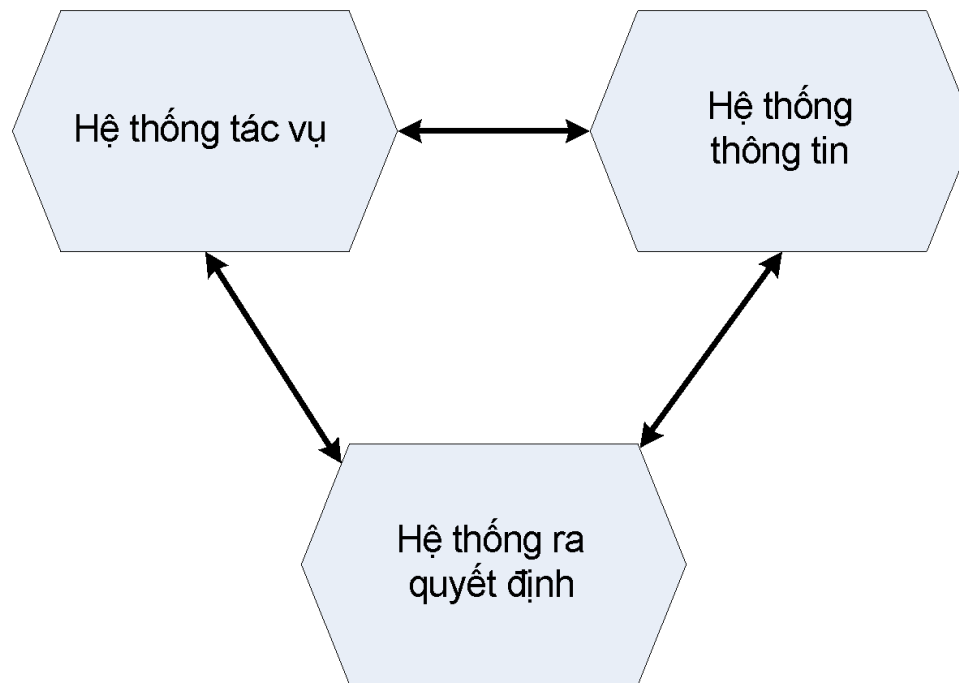 Hệ thống tác vụ
Hệ thống
thông tin
Hệ thống ra
quyết định